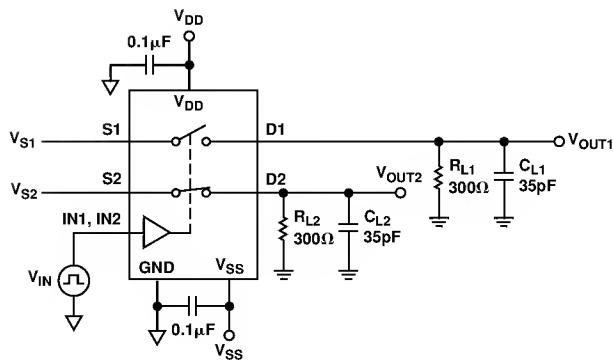 VDD
0.1µF
VDD
VS1
S1
D1
VOUT1
VS2
S2
D2
VOUT2
RL1
300Ω
CL1
35pF
IN1, IN2
RL2
300Ω
CL2
35pF
VIN
GND
VSS
0.1µF
VSS